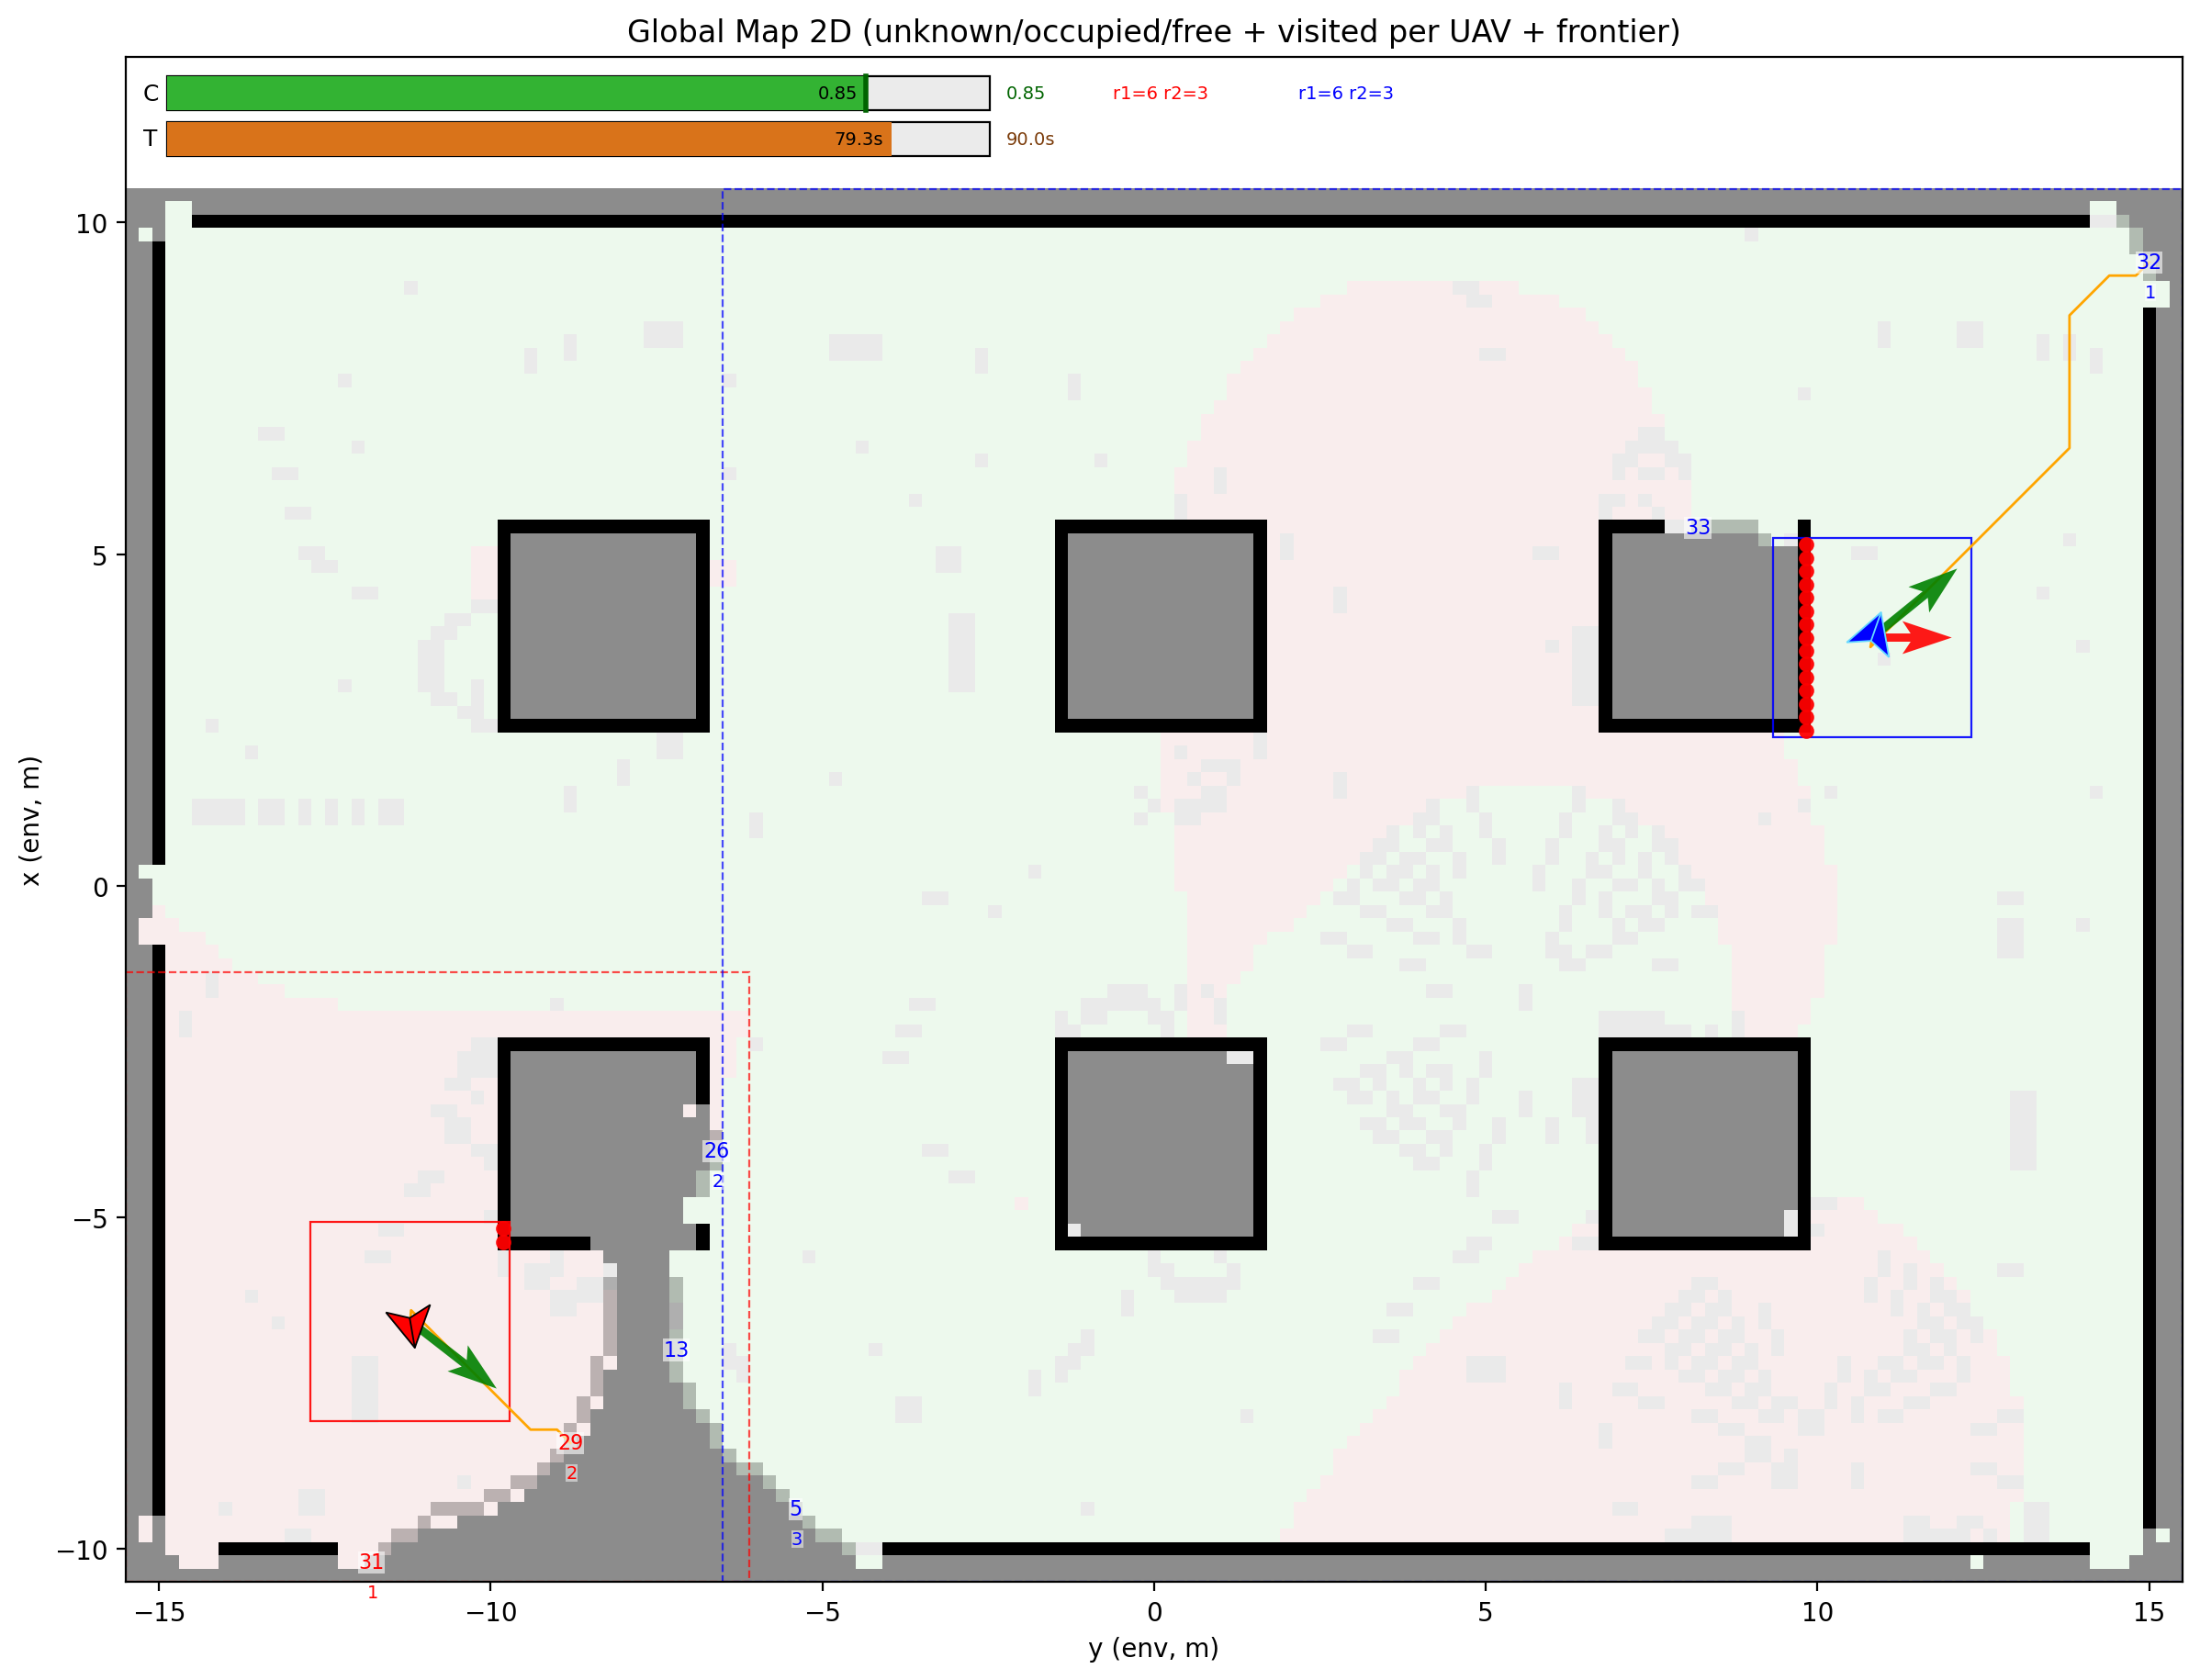 Global Map 2D (unknown/occupied/free + visited per UAV + frontier)
C 0.85 0.85 r1=6 r2=3 r1=6 r2=3
T 79.3s 90.0s
10
5
0
−5
−10
x (env, m)
32
1
33
26
2
13
29
2
5
3
31
1
−15 −10 −5 0 5 10 15
y (env, m)